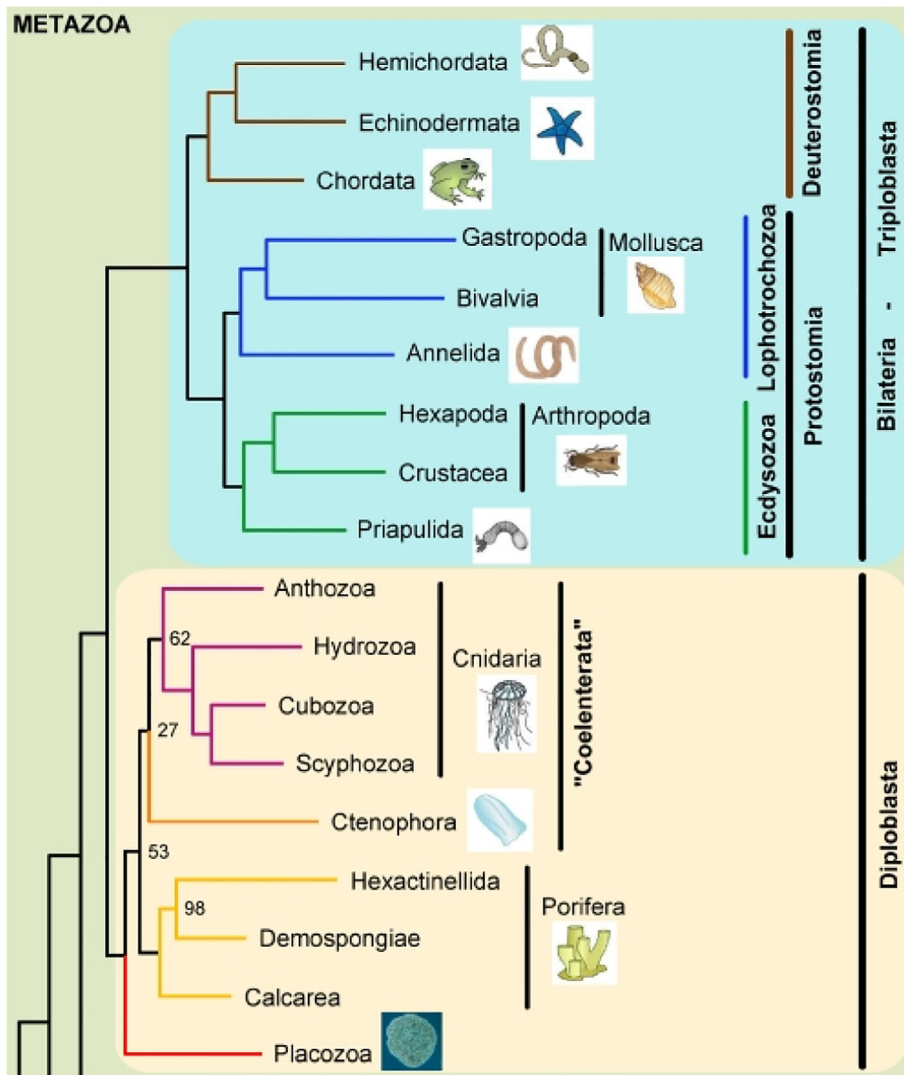 METAZOA
Hemichordata
Echinodermata
Chordata
Gastropoda
Mollusca
Bivalvia
Annelida
Hexapoda
Arthropoda
Crustacea
Priapulida
Deuterostomia
Lophotrochozoa
Protostomia
Ecdysozoa
Bilateria - Triploblasta
Anthozoa
62
Hydrozoa
Cnidaria
Cubozoa
27
Scyphozoa
"Coelenterata"
Ctenophora
53
Hexactinellida
98
Porifera
Demospongiae
Calcarea
Placozoa
Diploblasta